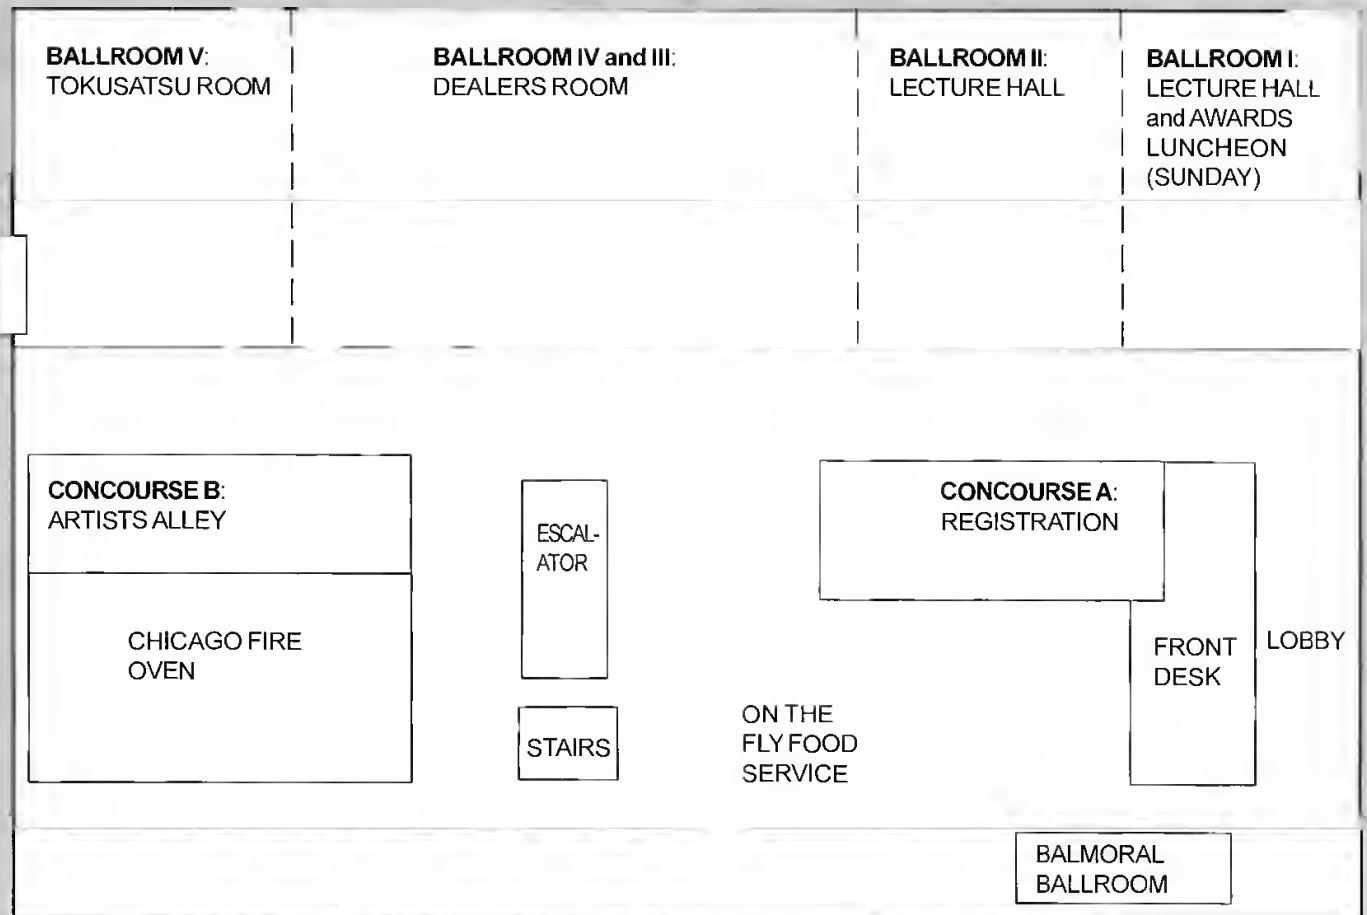 BALLROOM V:
TOKUSATSU ROOM
BALLROOM IV and III:
DEALERS ROOM
BALLROOM II:
LECTURE HALL
BALLROOM I:
LECTURE HALL
and AWARDS
LUNCHEON
(SUNDAY)
CONCOURSE B:
ARTISTS ALLEY
CHICAGO FIRE
OVEN
ESCAL-
ATOR
STAIRS
CONCOURSE A:
REGISTRATION
FRONT
DESK
LOBBY
ON THE
FLY FOOD
SERVICE
BALMORAL
BALLROOM